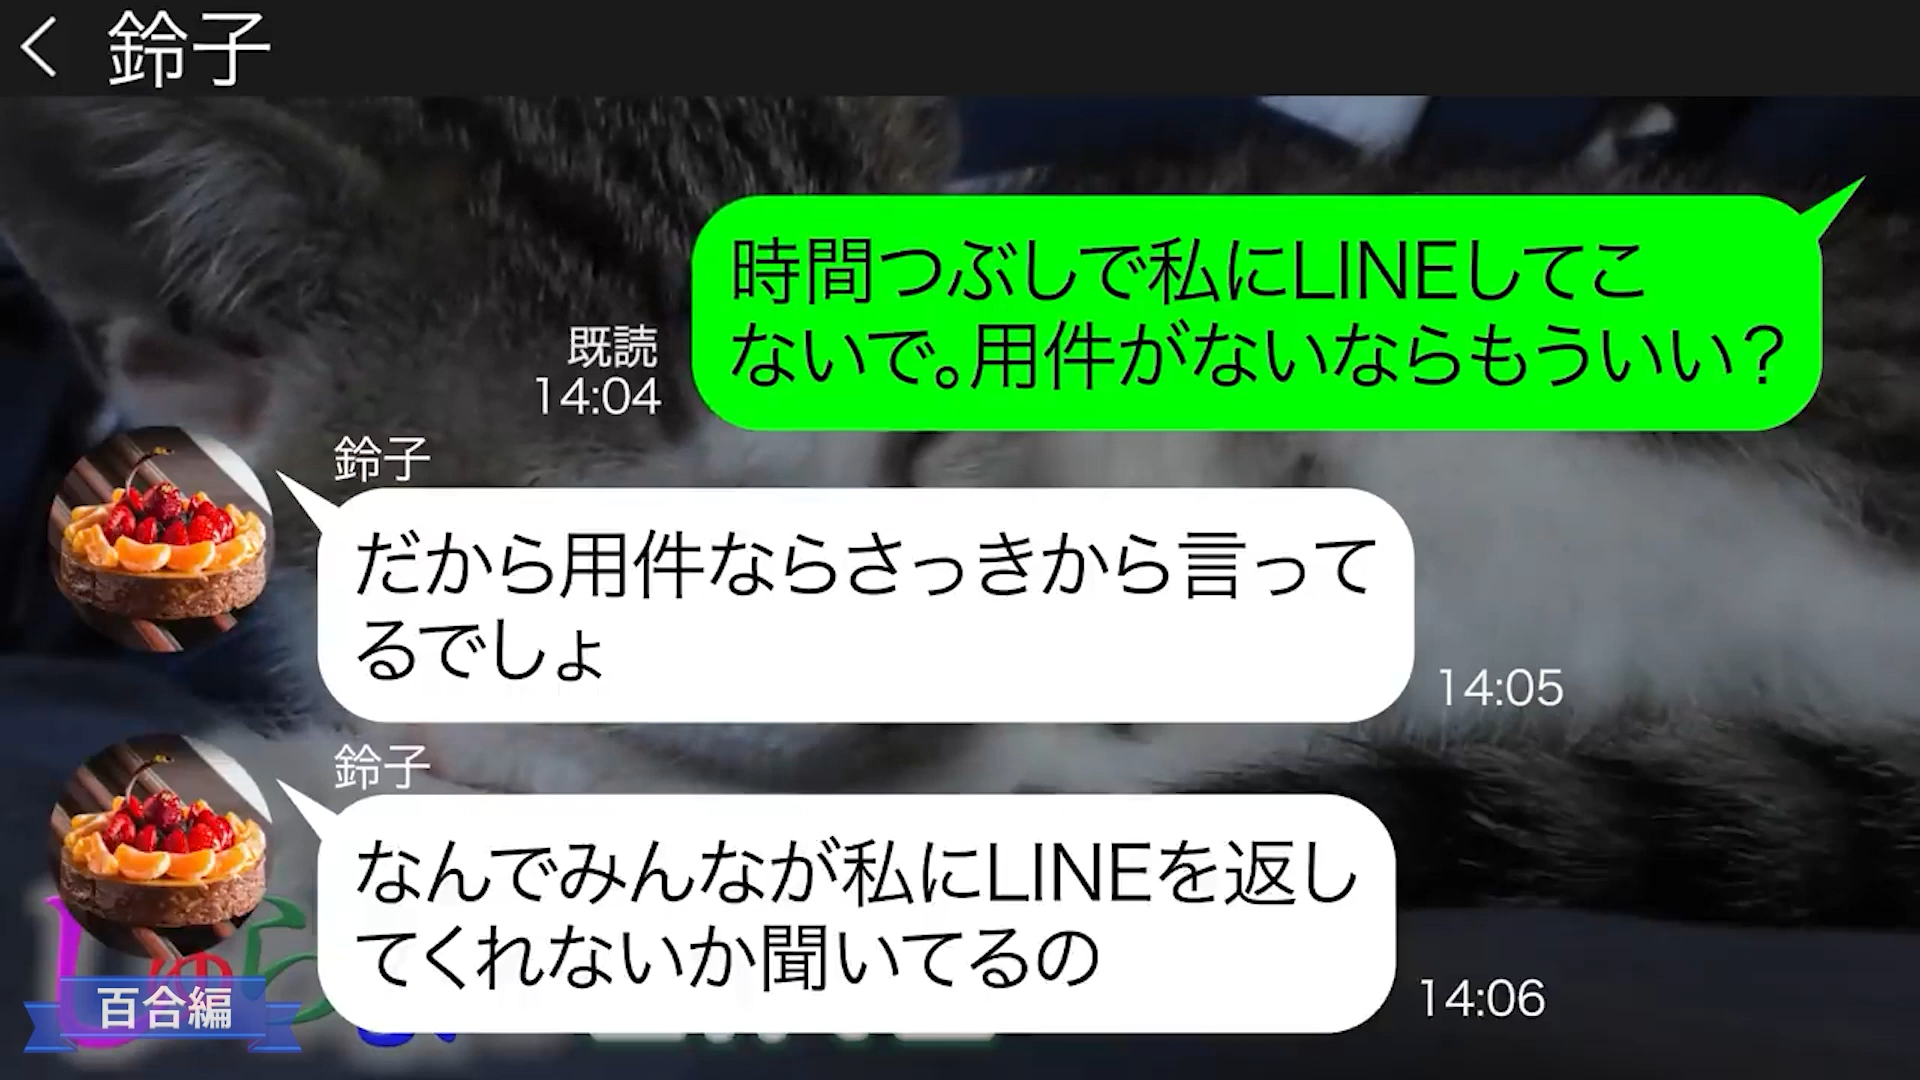 鈴子
時間つぶしで私にLINEしてこ
ないで。用件がないならもういい？
既読
14:04
鈴子
だから用件ならさっきから言って
るでしょ
14:05
鈴子
なんでみんなが私にLINEを返し
てくれないか聞いてるの
14:06
百合編